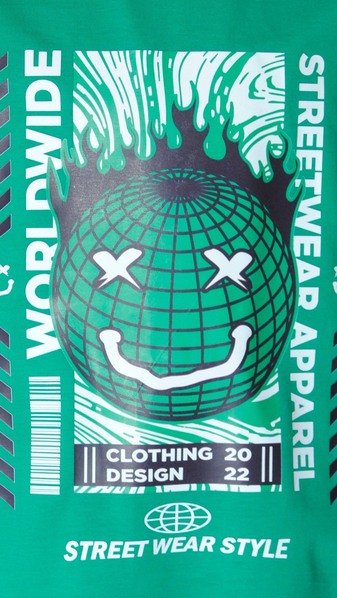 WORLDWIDE
STREETWEAR APPAREL
CLOTHING 20
DESIGN 22
STREET WEAR STYLE